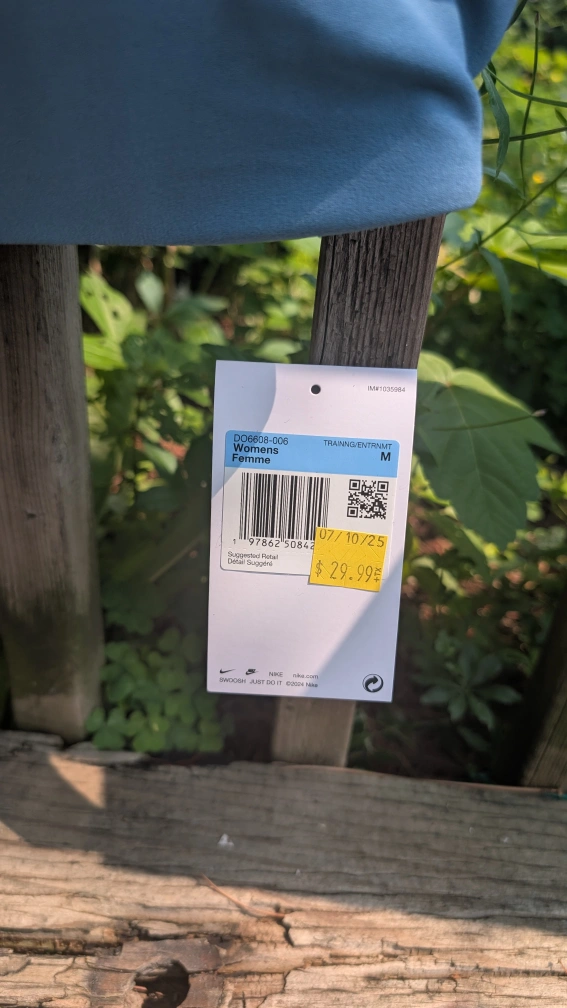 IM#1035984
DO6608-006
TRAINNG/ENTRNMT
Womens
Femme
M
1 97862 50842
07/10/25
Suggested Retail
Détail Suggéré
$ 29.99
NIKE nike.com
SWOOSH JUST DO IT ©2024 Nike